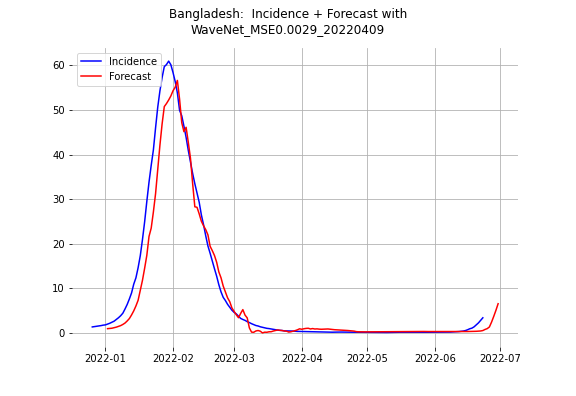 Bangladesh:  Incidence + Forecast with
WaveNet_MSE0.0029_20220409
Incidence
Forecast
60
50
40
30
20
10
0
2022-01 2022-02 2022-03 2022-04 2022-05 2022-06 2022-07